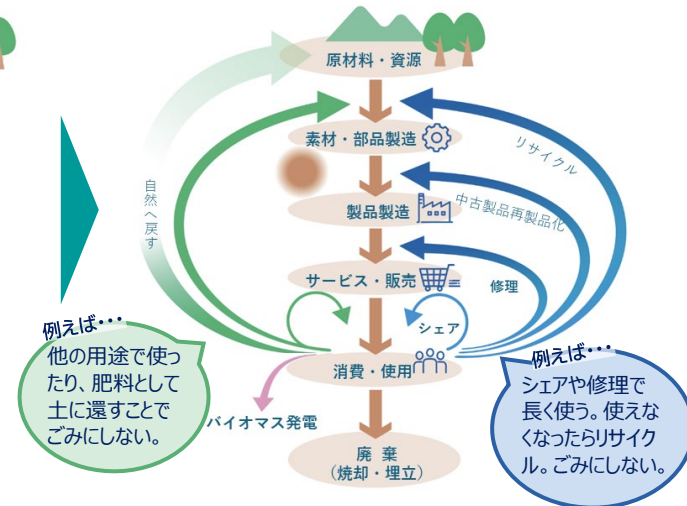 原材料・資源
素材・部品製造
リサイクル
自然へ戻す
中古製品再製品化
製品製造
サービス・販売
修理
シェア
例えば・・・
他の用途で使っ
たり、肥料として
土に還すことで
ごみにしない。
消費・使用
例えば・・・
シェアや修理で
長く使う。使えな
くなったらリサイク
ル。ごみにしない。
バイオマス発電
廃 棄
(焼却・埋立)